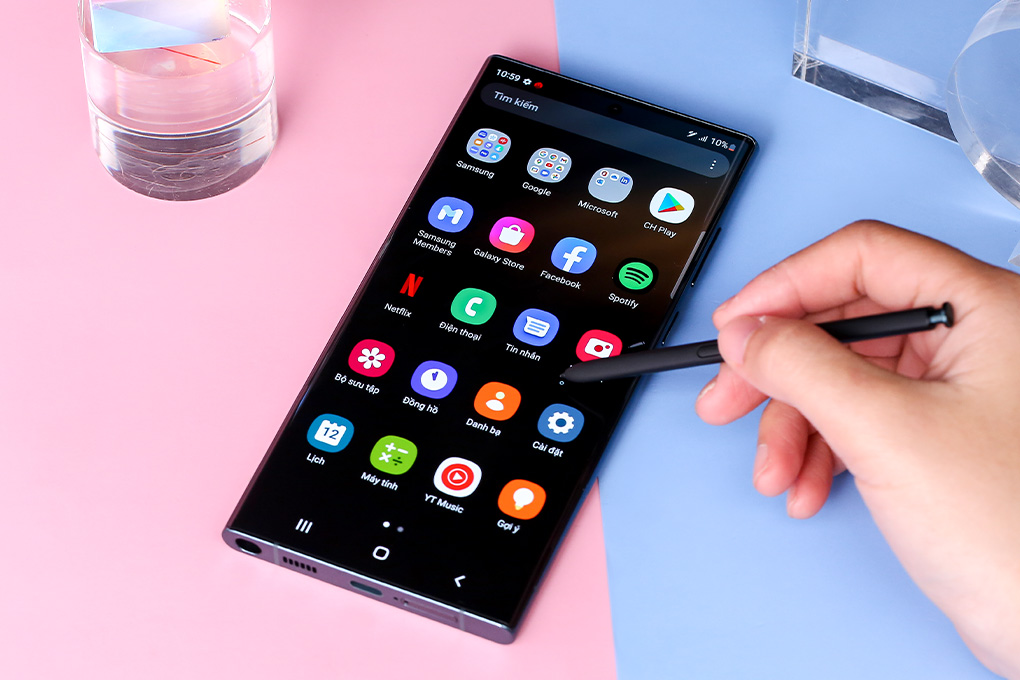 10:59
10%
Tìm kiếm
Samsung
Google
Microsoft
CH Play
Samsung
Members
Galaxy Store
Facebook
Spotify
Netflix
Điện thoại
Tin nhắn
Bộ sưu tập
Đồng hồ
Danh bạ
Cài đặt
12
Lịch
Máy tính
YT Music
Gợi ý